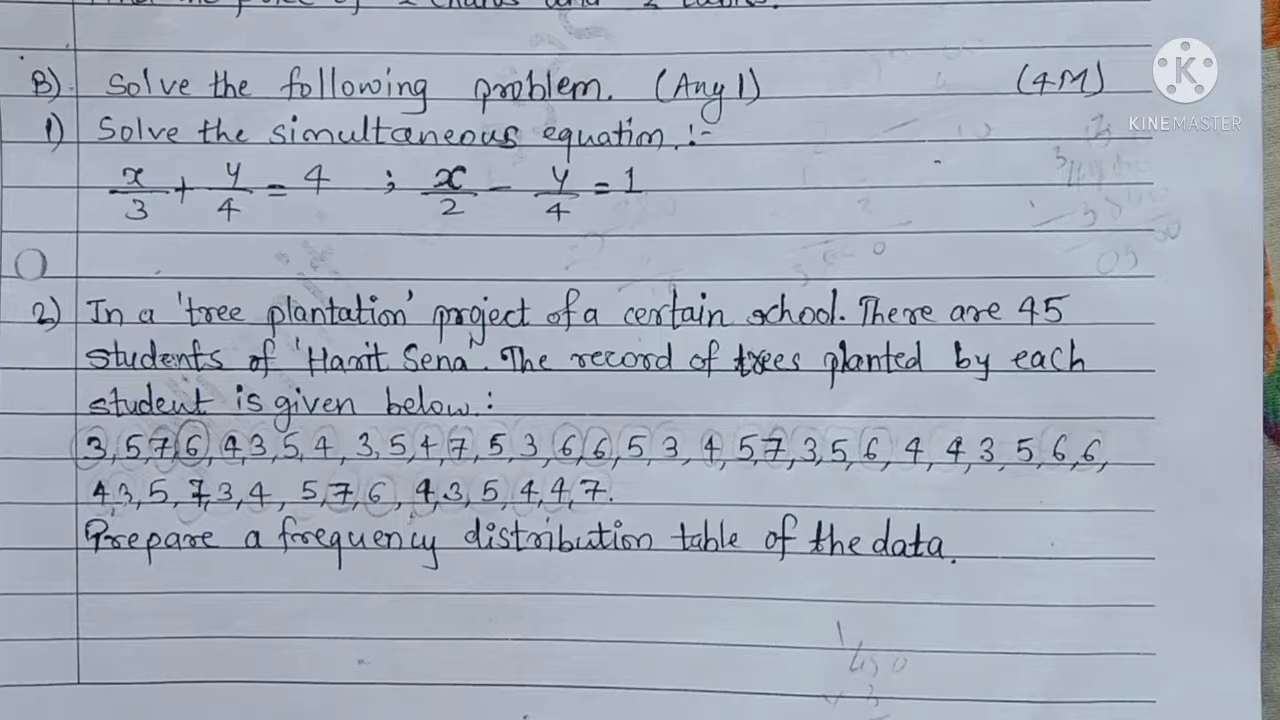 B). Solve the following problem. (Any 1) (4M)
1) Solve the simultaneous equation :-
x/3 + y/4 = 4 ; x/2 - y/4 = 1
2) In a 'tree plantation' project of a certain school. There are 45
students of 'Harit Sena". The record of trees planted by each
student is given below :
3, 5, 7, 6, 4, 3, 5, 4, 3, 5, 4, 7, 5, 3, 6, 6, 5, 3, 4, 5, 7, 3, 5, 6, 4, 4, 3, 5, 6, 6,
4, 3, 5, 7, 3, 4, 5, 7, 6, 4, 3, 5, 4, 4, 7.
Prepare a frequency distribution table of the data.
K
KINEMASTER